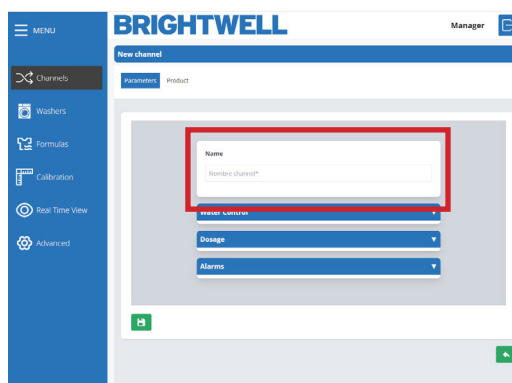 MENU
BRIGHTWELL
Manager
New channel
Channels
Parameters Product
Washers
Formulas
Name
Calibration
Nombre channel*
Real Time View
Water Control
Advanced
Dosage
Alarms